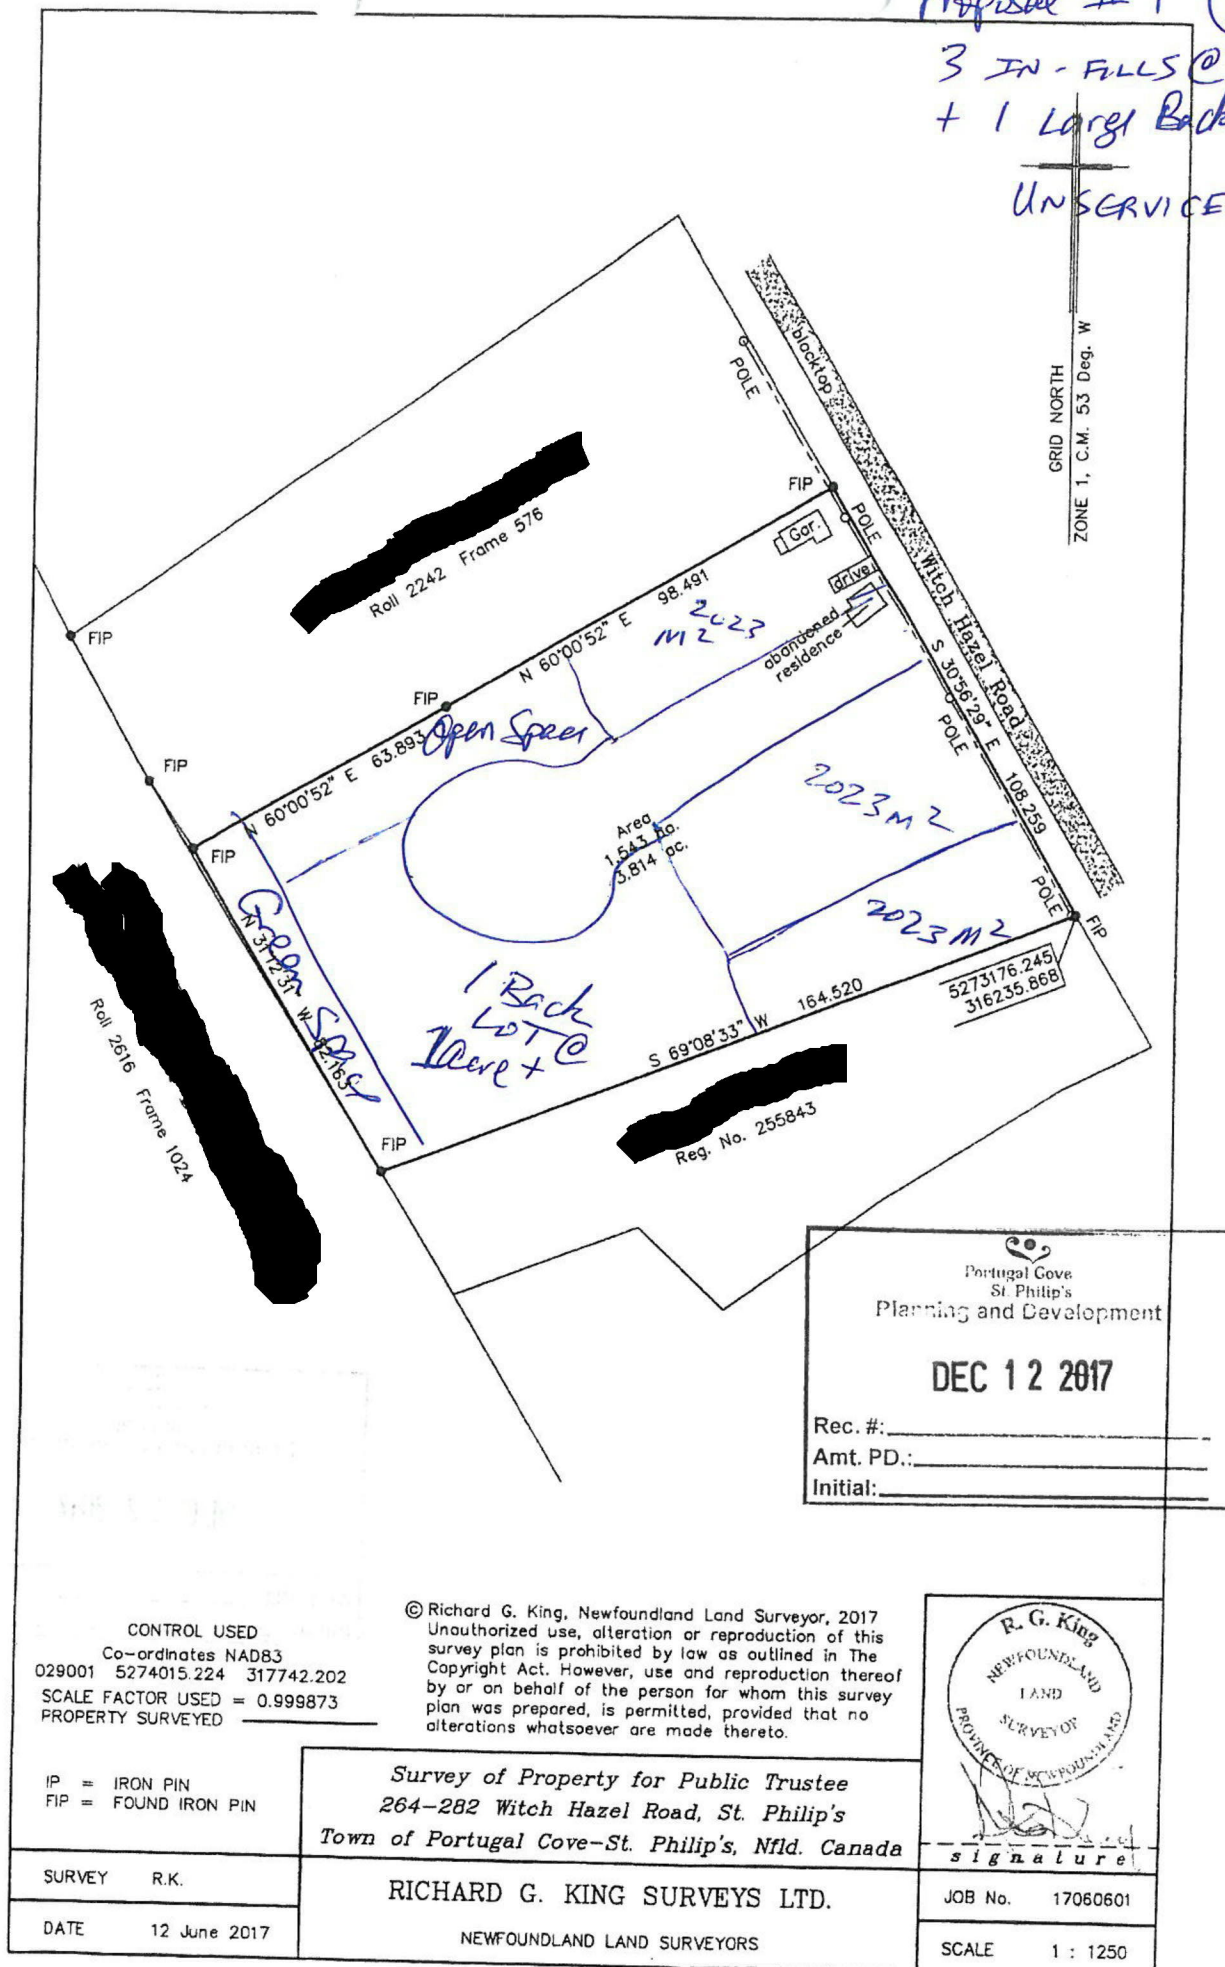 Proposal # 1
3 IN-FILLS @
+ 1 Large Back
UNSERVICE
GRID NORTH
ZONE 1, C.M. 53 Deg. W
blacktop
POLE
Witch Hazel Road
FIP
POLE
Gar.
drive
abandoned
residence
Roll 2242 Frame 576
98.491
N 60°00'52" E
2023
M2
S 30°56'29" E
108.259
POLE
FIP
FIP
FIP
63.893
N 60°00'52" E
Open Space
FIP
2023 M2
Area
1.543 ha.
3.814 ac.
2023 M2
POLE
FIP
5273176.245
316235.868
Green Space
N 31°12'31" W
92.163
1 Back
LOT @
1 acre +
164.520
S 69°08'33" W
FIP
Roll 2616 Frame 1024
Reg. No. 255843
Portugal Cove
St. Philip's
Planning and Development
DEC 12 2017
Rec. #:
Amt. PD.:
Initial:
CONTROL USED
Co-ordinates NAD83
029001 5274015.224 317742.202
SCALE FACTOR USED = 0.999873
PROPERTY SURVEYED
© Richard G. King, Newfoundland Land Surveyor, 2017
Unauthorized use, alteration or reproduction of this
survey plan is prohibited by law as outlined in The
Copyright Act. However, use and reproduction thereof
by or on behalf of the person for whom this survey
plan was prepared, is permitted, provided that no
alterations whatsoever are made thereto.
R. G. King
NEWFOUNDLAND
LAND
SURVEYOR
PROVINCE OF NEWFOUNDLAND
signature
IP = IRON PIN
FIP = FOUND IRON PIN
Survey of Property for Public Trustee
264-282 Witch Hazel Road, St. Philip's
Town of Portugal Cove-St. Philip's, Nfld. Canada
SURVEY R.K.
DATE 12 June 2017
RICHARD G. KING SURVEYS LTD.
NEWFOUNDLAND LAND SURVEYORS
JOB No. 17060601
SCALE 1 : 1250